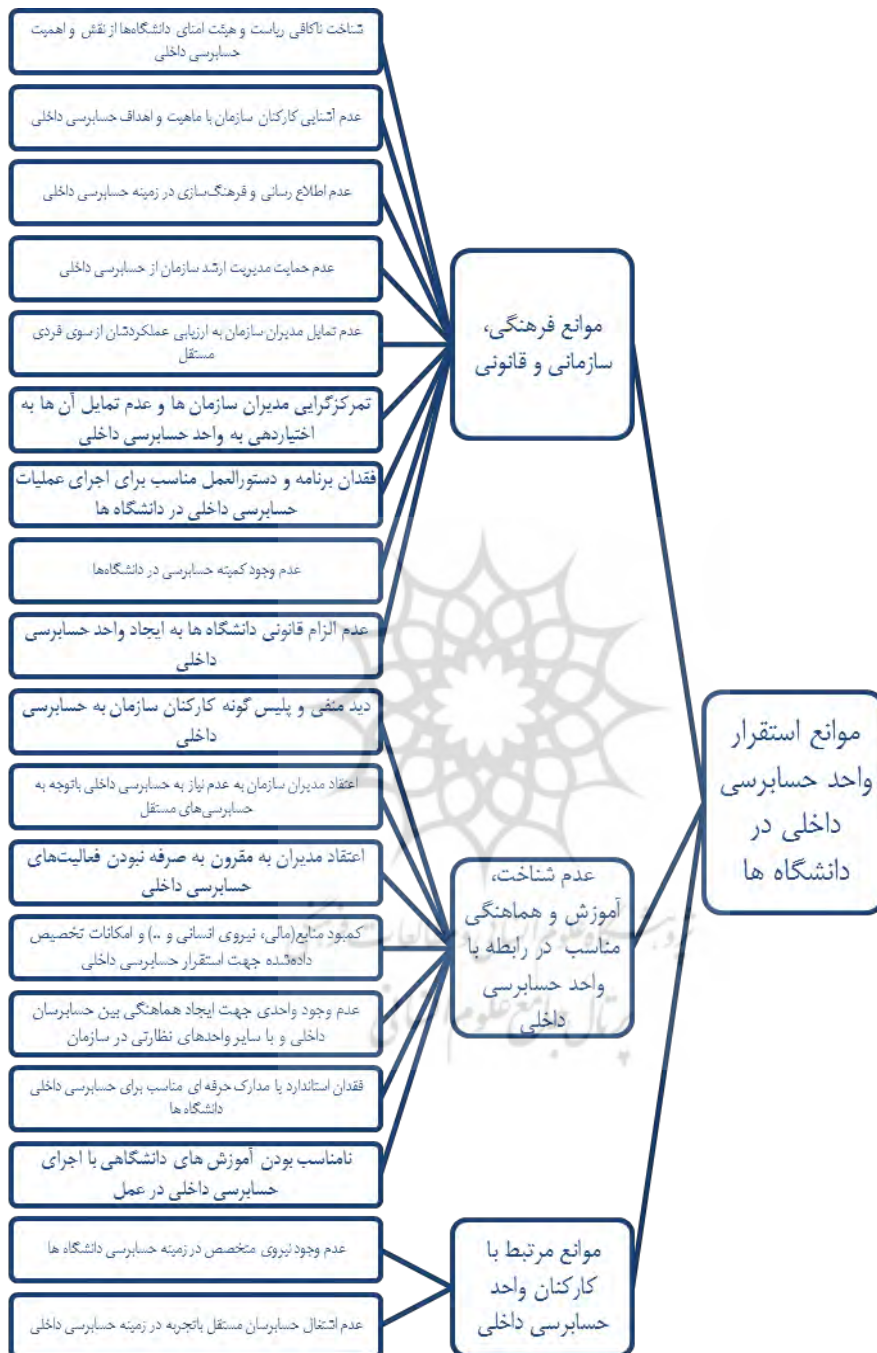 شناخت ناکافی ریاست و هیئت امنای دانشگاه‌ها از نقش و اهمیت
حسابرسی داخلی
عدم آشنایی کارکنان سازمان با ماهیت و اهداف حسابرسی داخلی
عدم اطلاع رسانی و فرهنگ‌سازی در زمینه حسابرسی داخلی
عدم حمایت مدیریت ارشد سازمان از حسابرسی داخلی
عدم تمایل مدیران سازمان به ارزیابی عملکردشان از سوی فردی
مستقل
تمرکزگرایی مدیران سازمان ها و عدم تمایل آن ها به
اختیاردهی به واحد حسابرسی داخلی
فقدان برنامه و دستورالعمل مناسب برای اجرای عملیات
حسابرسی داخلی در دانشگاه ها
عدم وجود کمیته حسابرسی در دانشگاه‌ها
عدم الزام قانونی دانشگاه ها به ایجاد واحد حسابرسی
داخلی
موانع فرهنگی،
سازمانی و قانونی
دید منفی و پلیس گونه کارکنان سازمان به حسابرسی
داخلی
اعتقاد مدیران سازمان به عدم نیاز به حسابرسی داخلی باتوجه به
حسابرسی‌های مستقل
اعتقاد مدیران به مقرون به صرفه نبودن فعالیت‌های
حسابرسی داخلی
کمبود منابع(مالی، نیروی انسانی و ..) و امکانات تخصیص
داده‌شده جهت استقرار حسابرسی داخلی
عدم وجود واحدی جهت ایجاد هماهنگی بین حسابرسان
داخلی و با سایر واحدهای نظارتی در سازمان
فقدان استاندارد یا مدارک حرفه ای مناسب برای حسابرسی داخلی
دانشگاه ها
نامناسب بودن آموزش های دانشگاهی با اجرای
حسابرسی داخلی در عمل
عدم شناخت،
آموزش و هماهنگی
مناسب در رابطه با
واحد حسابرسی
داخلی
عدم وجود نیروی متخصص در زمینه حسابرسی دانشگاه ها
عدم اشتغال حسابرسان مستقل باتجربه در زمینه حسابرسی داخلی
موانع مرتبط با
کارکنان واحد
حسابرسی داخلی
موانع استقرار
واحد حسابرسی
داخلی در
دانشگاه ها
پرتال جامع علوم انسانی